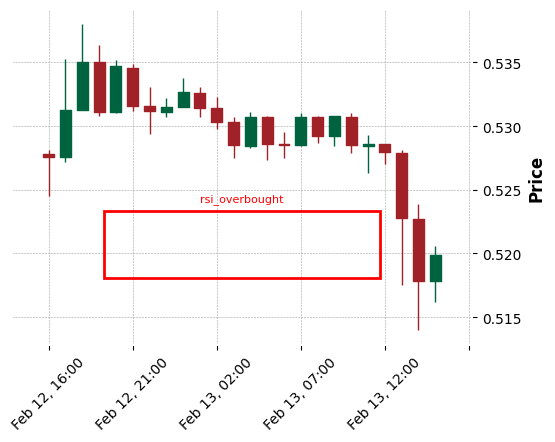 0.535
0.530
0.525
0.520
0.515
Price
rsi_overbought
Feb 12, 16:00
Feb 12, 21:00
Feb 13, 02:00
Feb 13, 07:00
Feb 13, 12:00